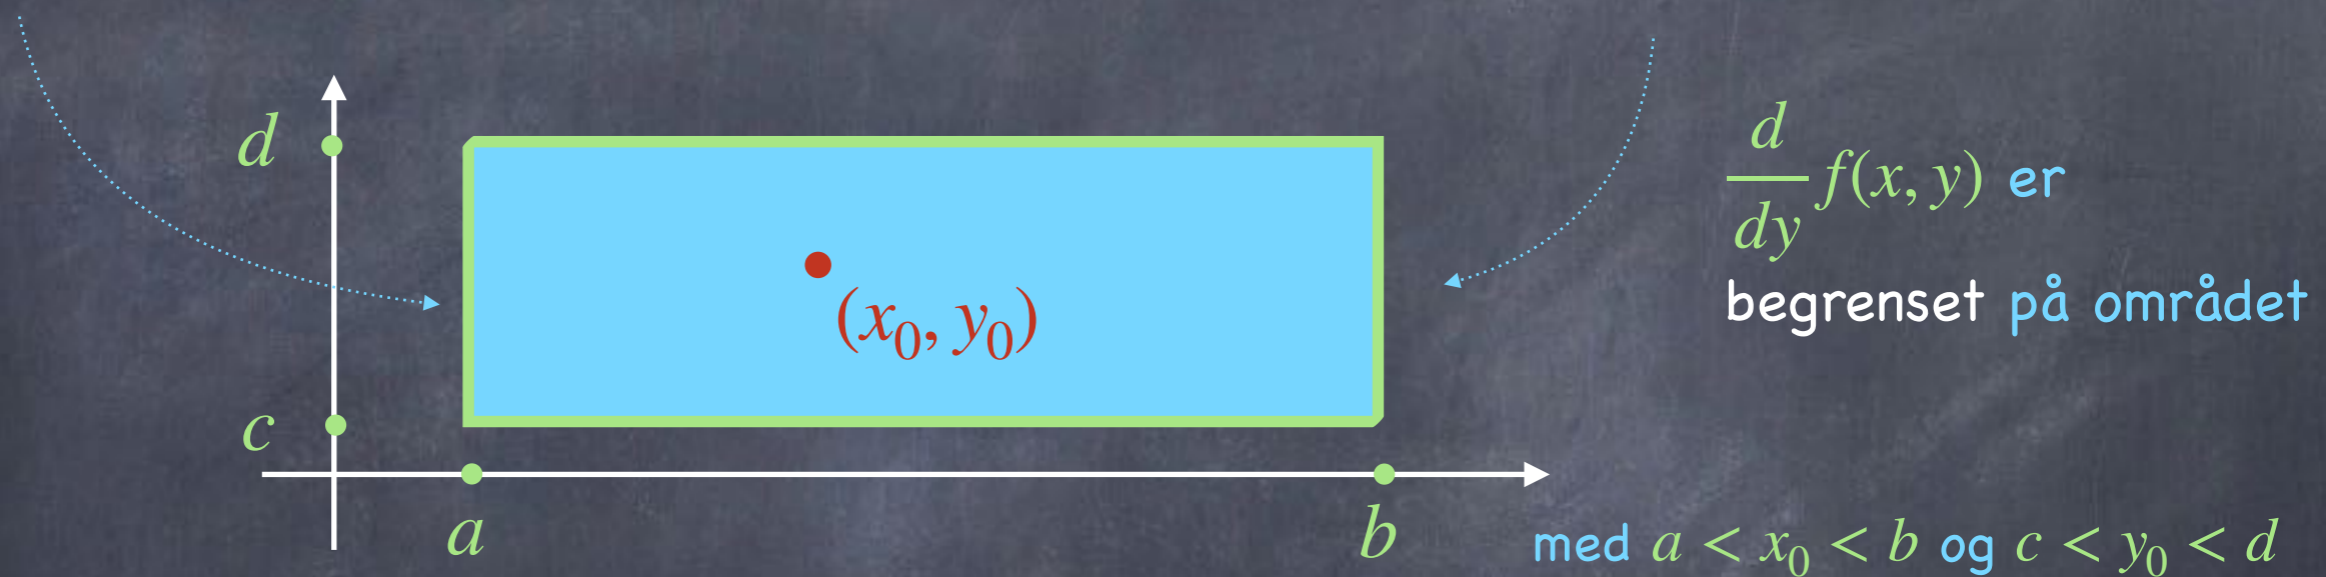 d
(x₀, y₀)
c
a
b
d/dy f(x, y) er
begrenset på området
med a < x₀ < b og c < y₀ < d